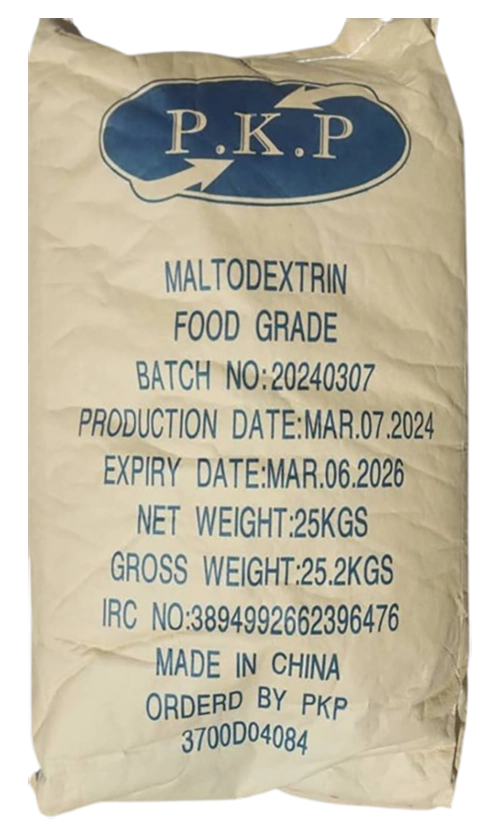 P.K.P
MALTODEXTRIN
FOOD GRADE
BATCH NO:20240307
PRODUCTION DATE:MAR.07.2024
EXPIRY DATE:MAR.06.2026
NET WEIGHT:25KGS
GROSS WEIGHT:25.2KGS
IRC NO:3894992662396476
MADE IN CHINA
ORDERD BY PKP
3700D04084